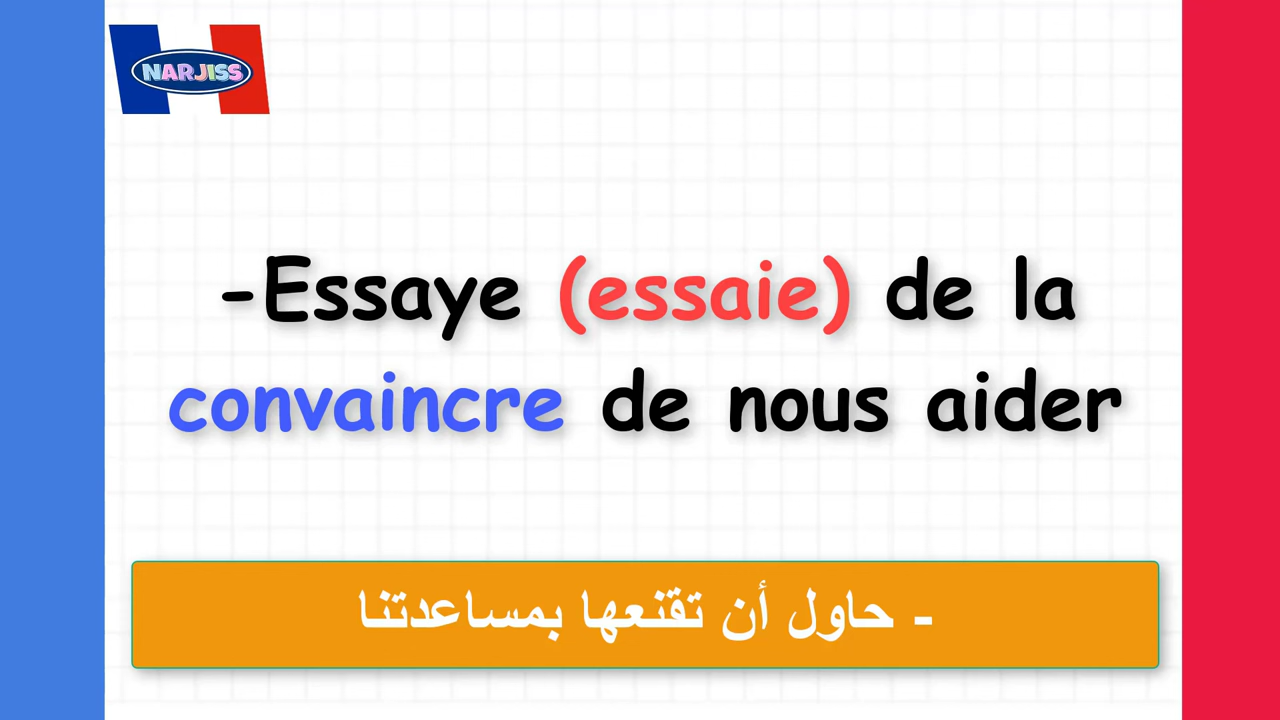 NARJISS
-Essaye (essaie) de la
convaincre de nous aider
- حاول أن تقنعها بمساعدتنا